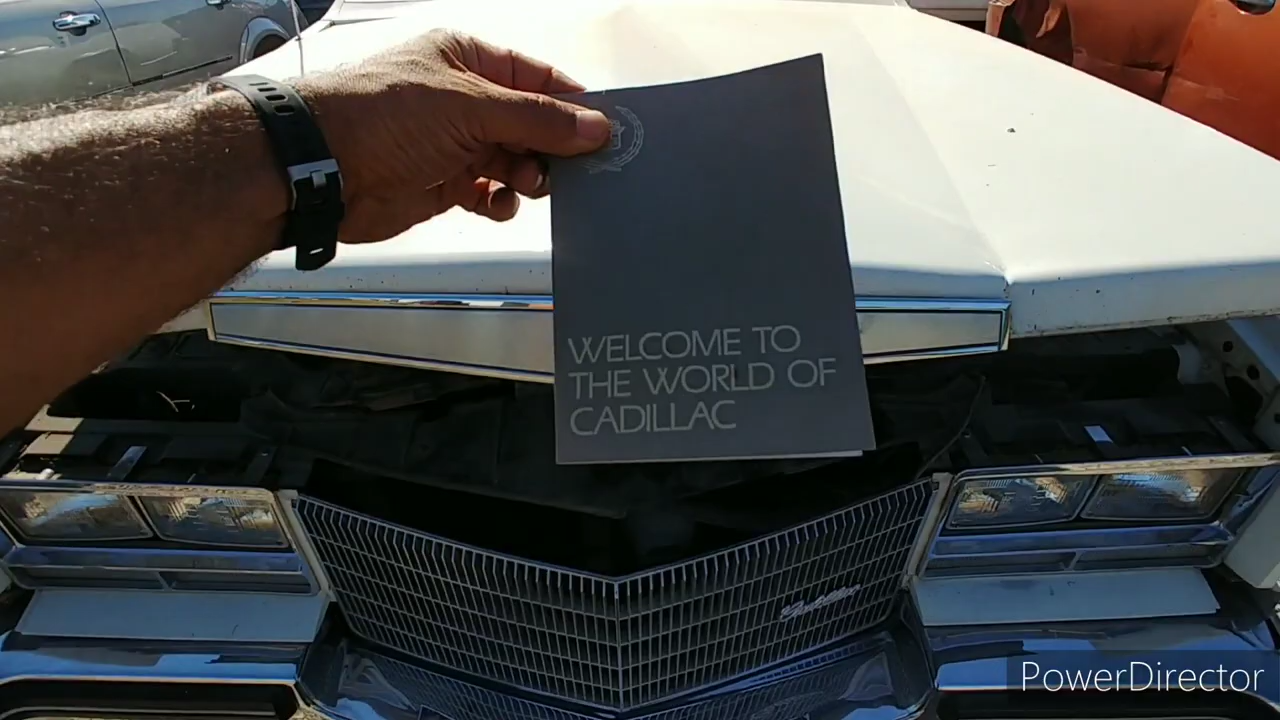 WELCOME TO
THE WORLD OF
CADILLAC
Cadillac
PowerDirector